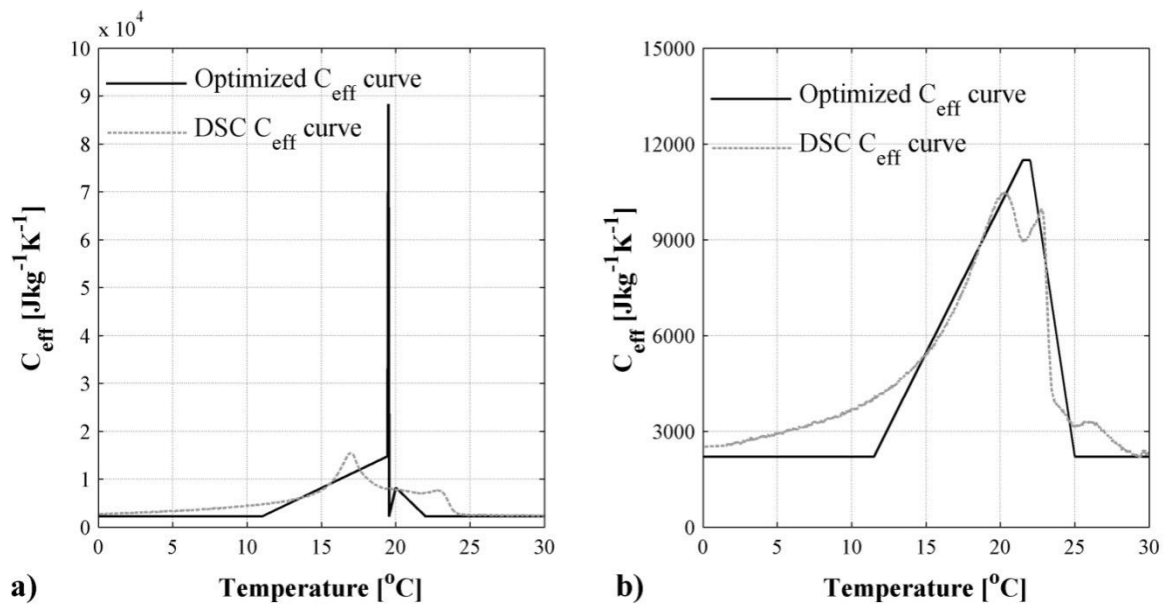 x 10⁴
10
9
8
7
6
5
4
3
2
1
0
C_eff [Jkg⁻¹K⁻¹]
Optimized C_eff curve
DSC C_eff curve
0 5 10 15 20 25 30
Temperature [°C]
a)
15000
12000
9000
6000
3000
0
C_eff [Jkg⁻¹K⁻¹]
Optimized C_eff curve
DSC C_eff curve
0 5 10 15 20 25 30
Temperature [°C]
b)